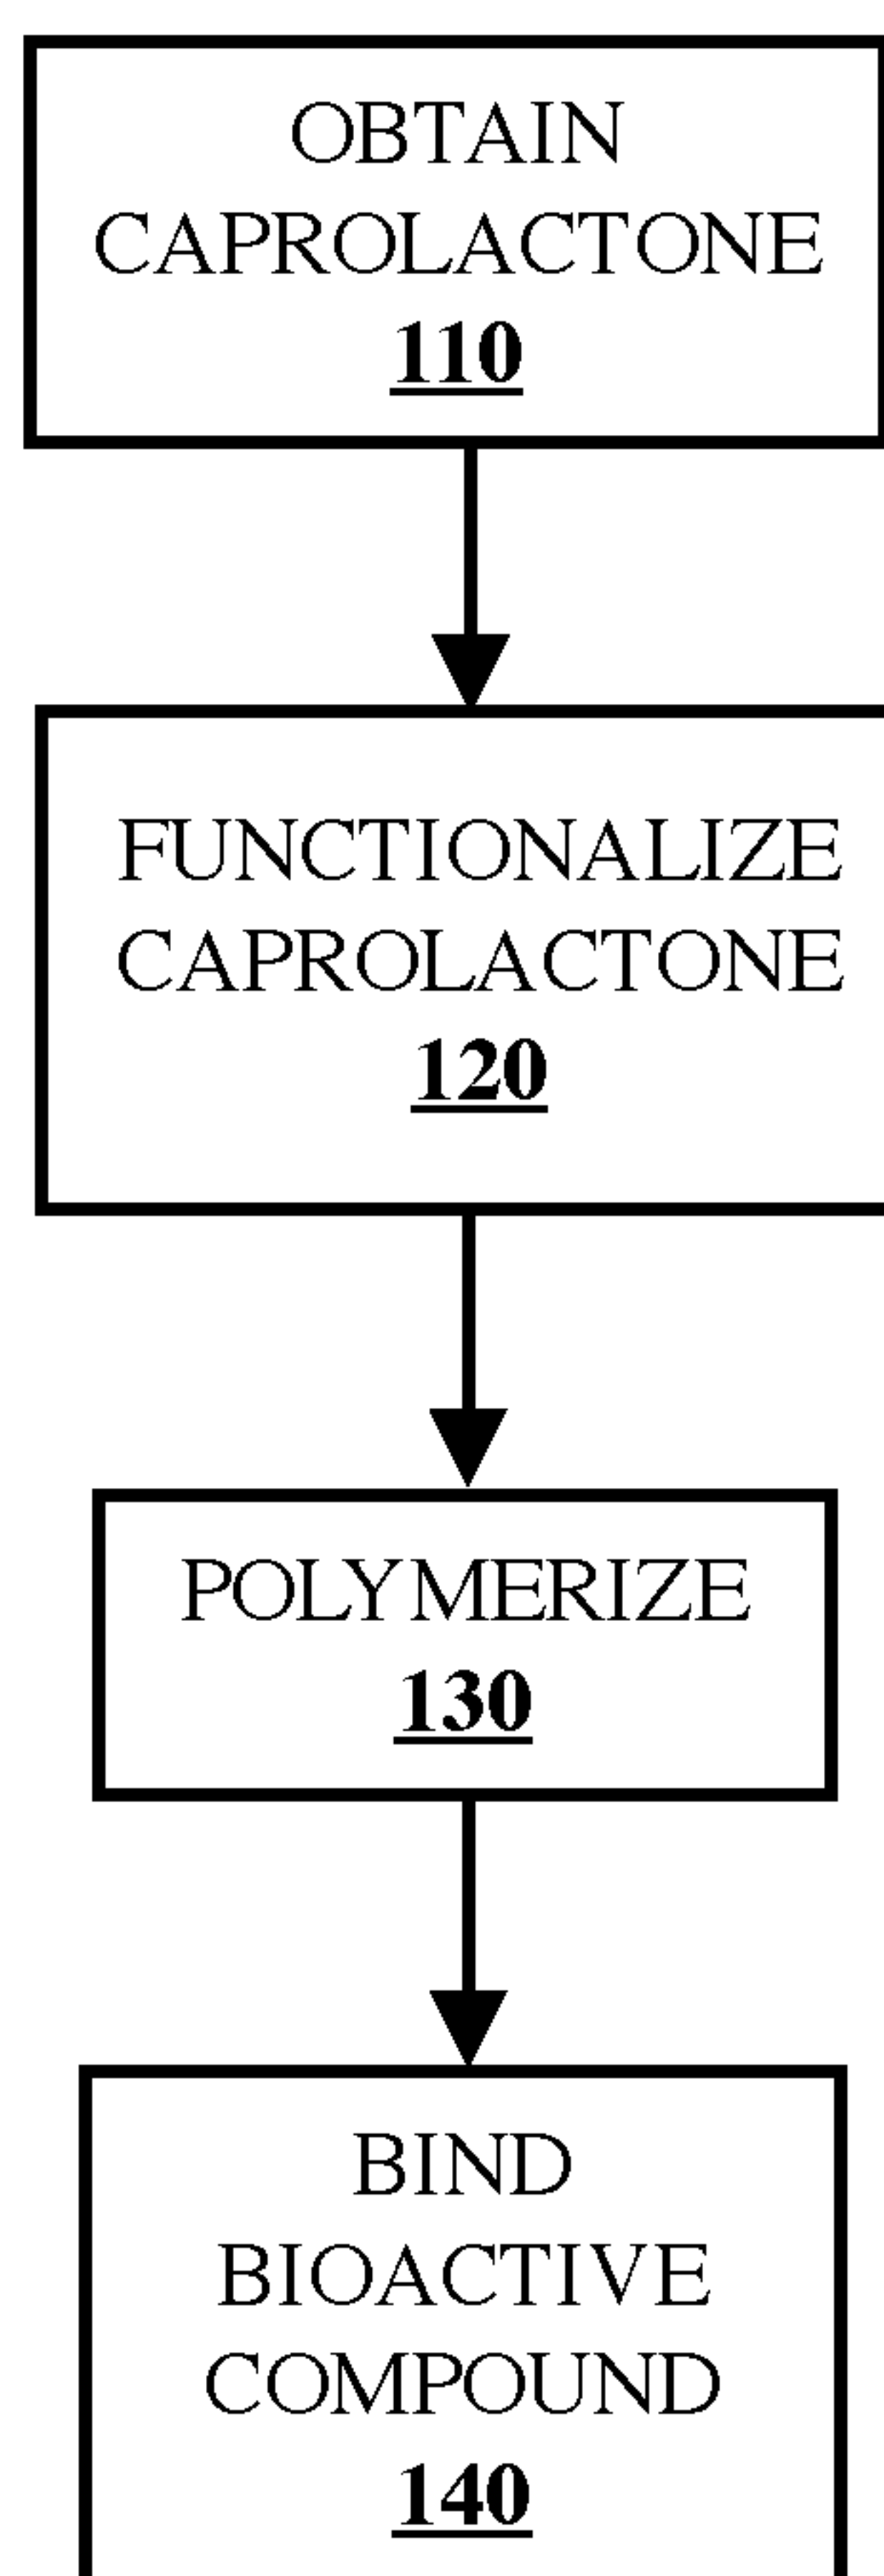 OBTAIN
CAPROLACTONE
110
FUNCTIONALIZE
CAPROLACTONE
120
POLYMERIZE
130
BIND
BIOACTIVE
COMPOUND
140